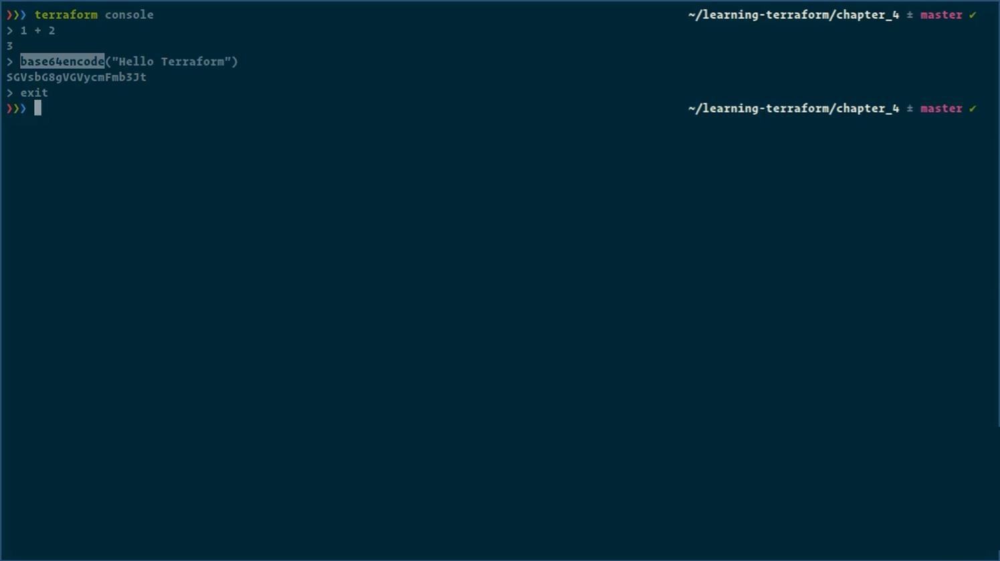 ❯❯❯ terraform console ~/learning-terraform/chapter_4 ± master ✓
> 1 + 2
3
> base64encode("Hello Terraform")
SGVsbG8gVGVycmFmb3Jt
> exit
❯❯❯ ~/learning-terraform/chapter_4 ± master ✓